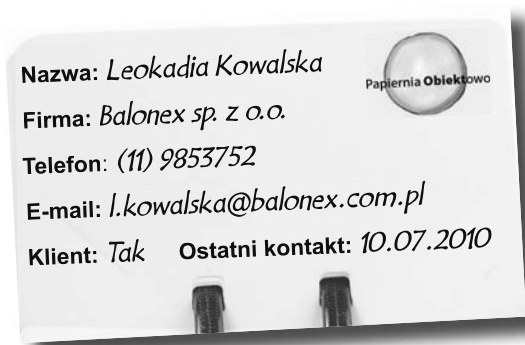 Nazwa: Leokadia Kowalska
Papiernia Obiektowo
Firma: Balonex sp. z o.o.
Telefon: (11) 9853752
E-mail: l.kowalska@balonex.com.pl
Klient: Tak Ostatni kontakt: 10.07.2010